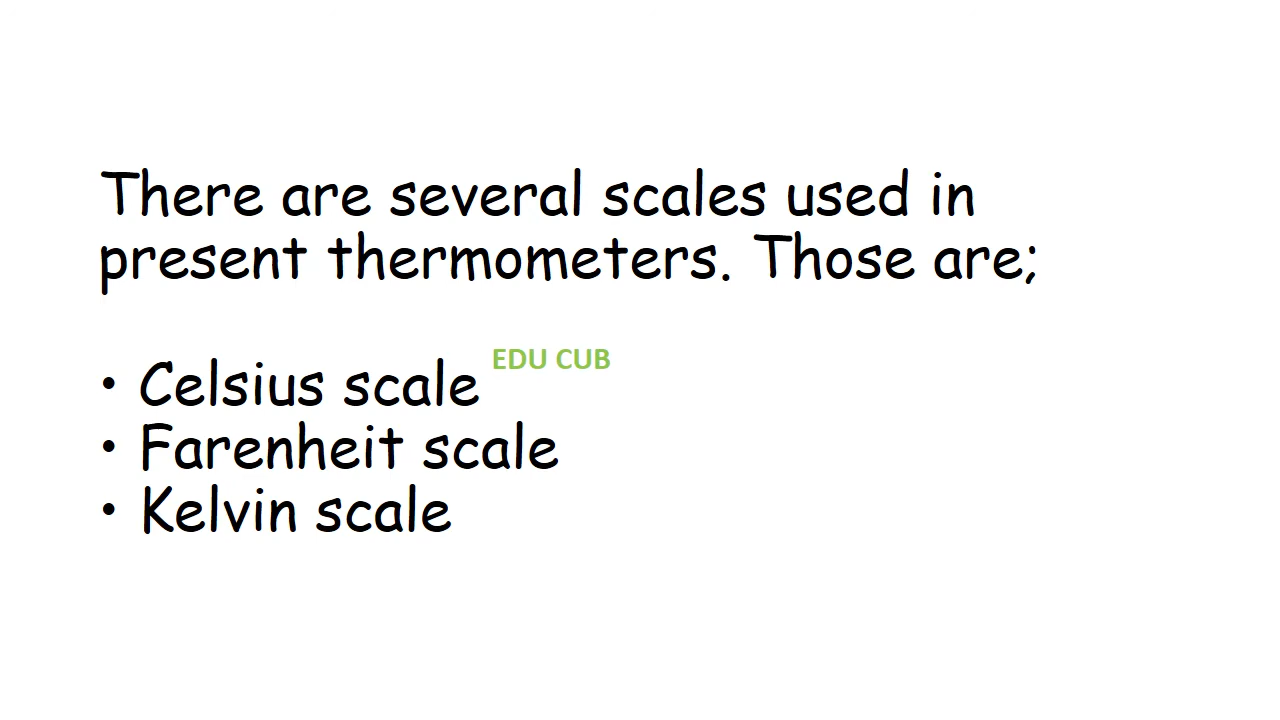 There are several scales used in
present thermometers. Those are;
EDU CUB
• Celsius scale
• Farenheit scale
• Kelvin scale